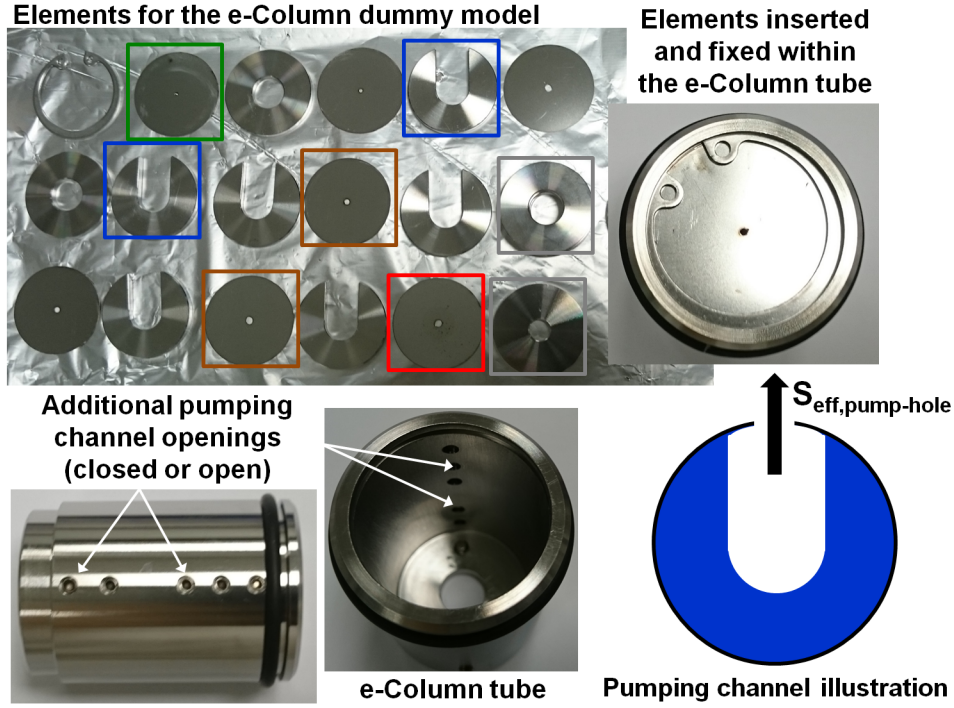 Elements for the e-Column dummy model
Elements inserted
and fixed within
the e-Column tube
Additional pumping
channel openings
(closed or open)
S_eff,pump-hole
e-Column tube
Pumping channel illustration